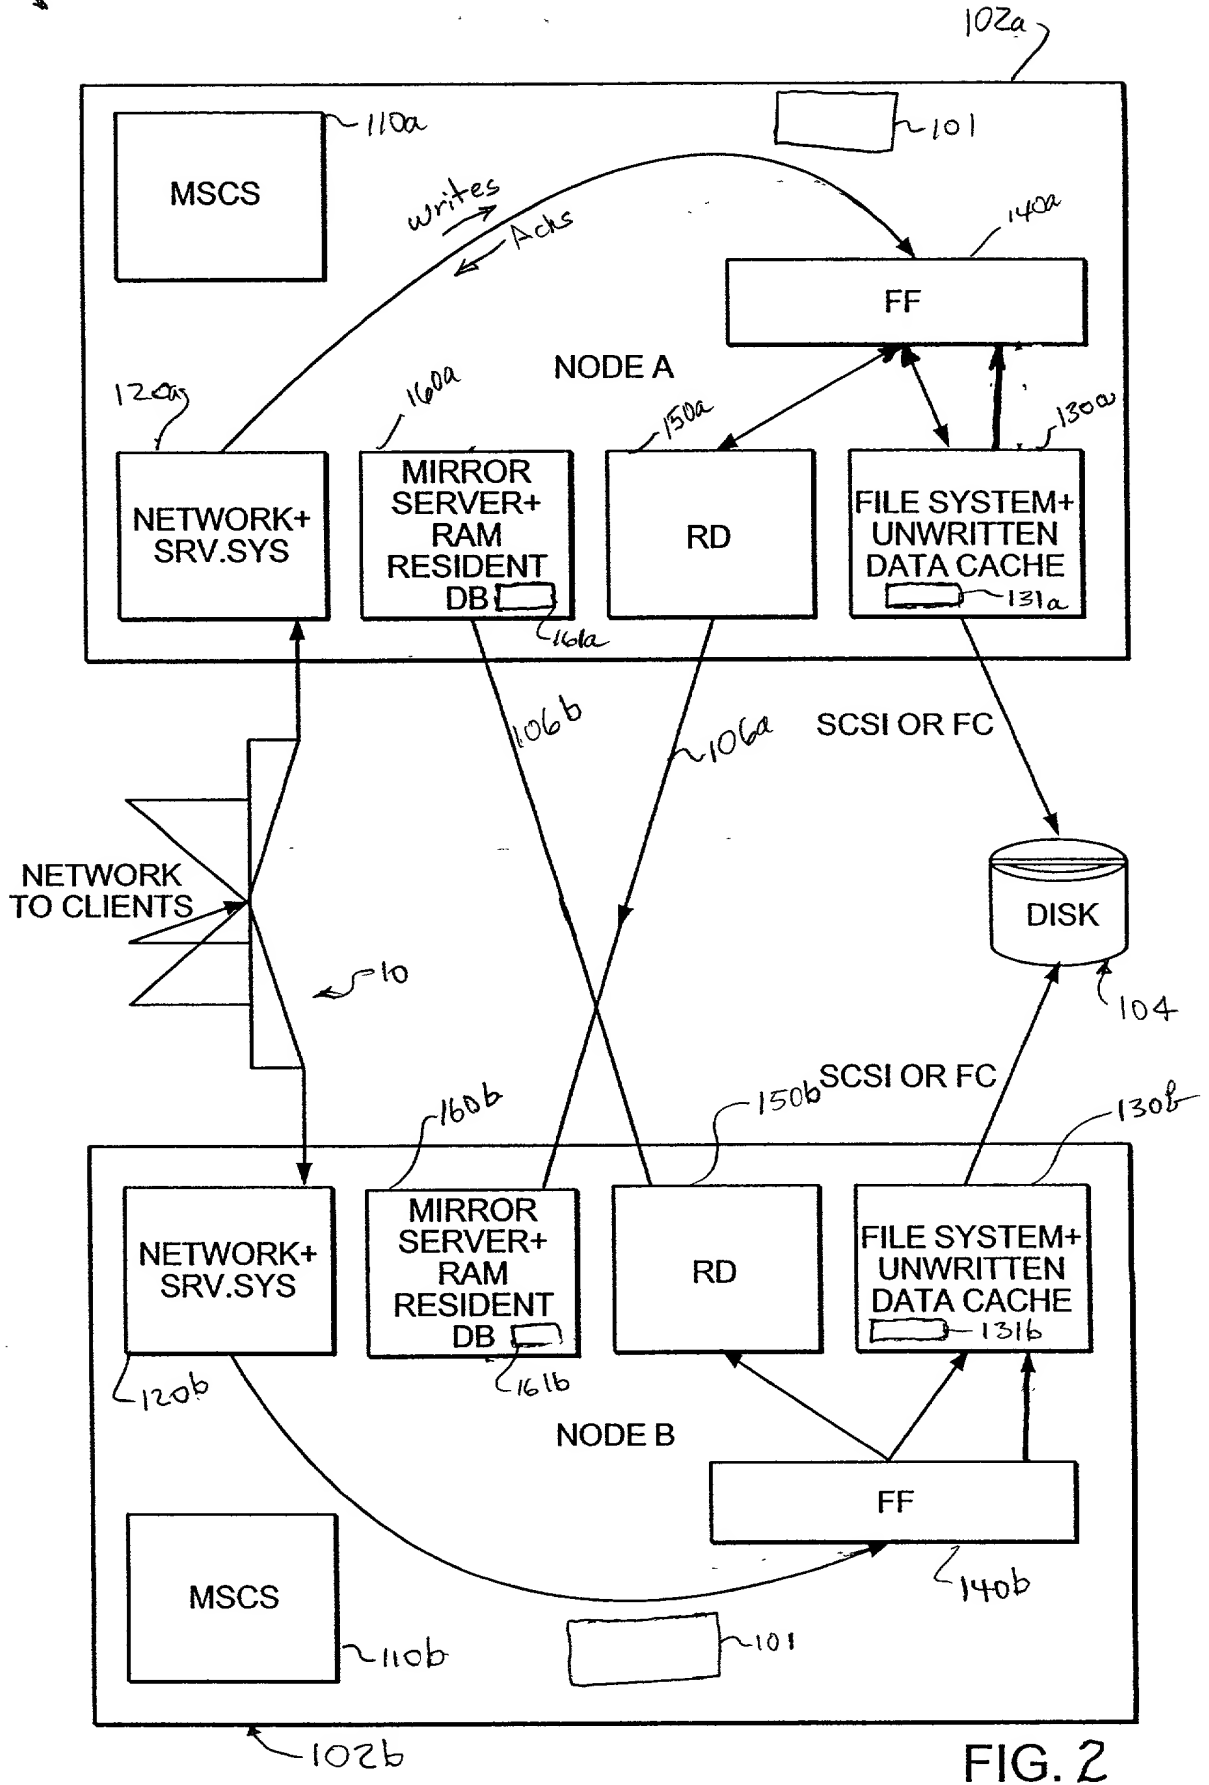 102a
110a
101
MSCS
writes
Acks
140a
FF
NODE A
120a
160a
150a
130a
NETWORK+
SRV.SYS
MIRROR
SERVER+
RAM
RESIDENT
DB
161a
RD
FILE SYSTEM+
UNWRITTEN
DATA CACHE
131a
106b
106a
SCSI OR FC
NETWORK
TO CLIENTS
DISK
10
104
SCSI OR FC
160b
150b
130b
NETWORK+
SRV.SYS
MIRROR
SERVER+
RAM
RESIDENT
DB
161b
RD
FILE SYSTEM+
UNWRITTEN
DATA CACHE
131b
120b
NODE B
FF
140b
MSCS
110b
101
102b
FIG. 2